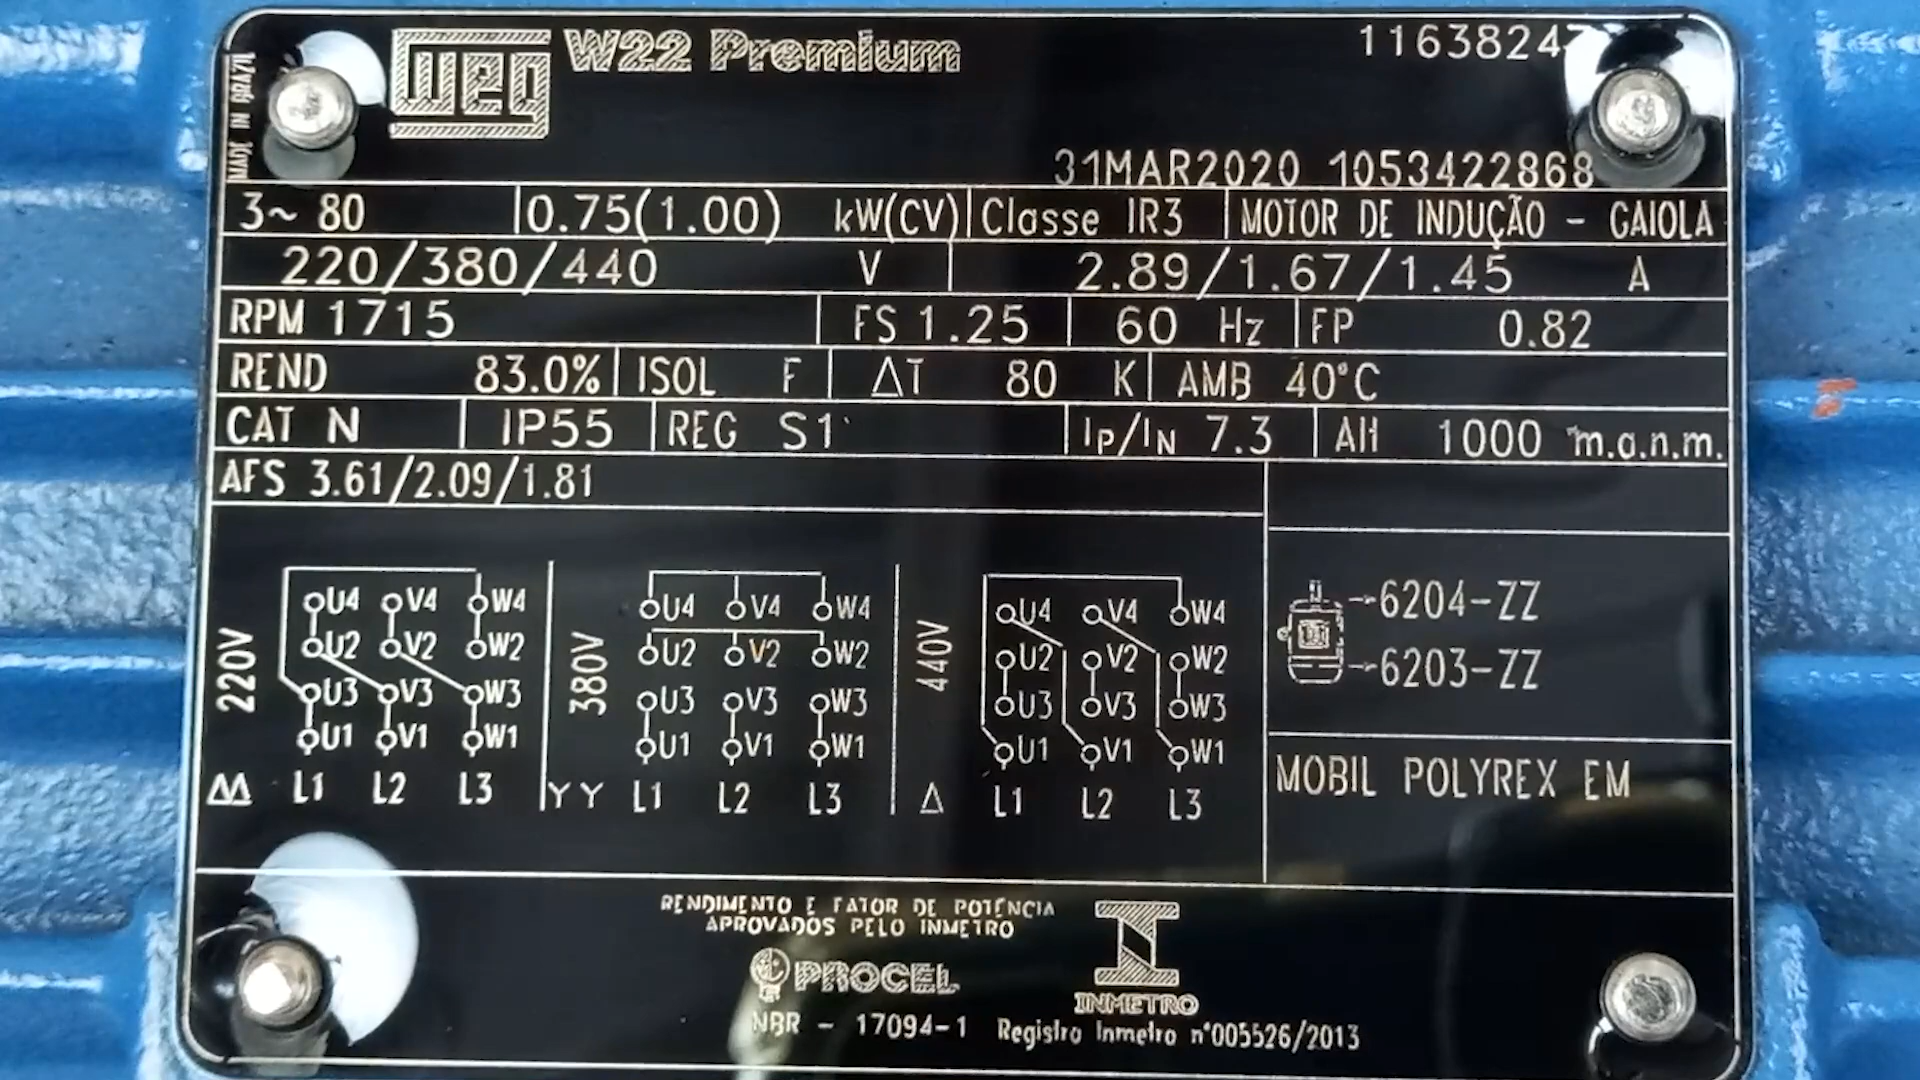 MADE IN BRAZIL
WEG W22 Premium
31MAR2020 1053422868
3~ 80 0.75(1.00) kW(CV) Classe IR3 MOTOR DE INDUÇÃO - GAIOLA
220/380/440 V 2.89/1.67/1.45 A
RPM 1715 FS 1.25 60 Hz FP 0.82
REND 83.0% ISOL F ΔT 80 K AMB 40°C
CAT N IP55 REG S1 IP/IN 7.3 Alt 1000 m.a.n.m.
AFS 3.61/2.09/1.81
220V
U4 V4 W4
U2 V2 W2
U3 V3 W3
U1 V1 W1
ΔΔ L1 L2 L3
380V
U4 V4 W4
U2 V2 W2
U3 V3 W3
U1 V1 W1
YY L1 L2 L3
440V
U4 V4 W4
U2 V2 W2
U3 V3 W3
U1 V1 W1
Δ L1 L2 L3
6204-ZZ
6203-ZZ
MOBIL POLYREX EM
RENDIMENTO E FATOR DE POTÊNCIA
APROVADOS PELO INMETRO
PROCEL
INMETRO
NBR - 17094-1 Registro Inmetro n°005526/2013